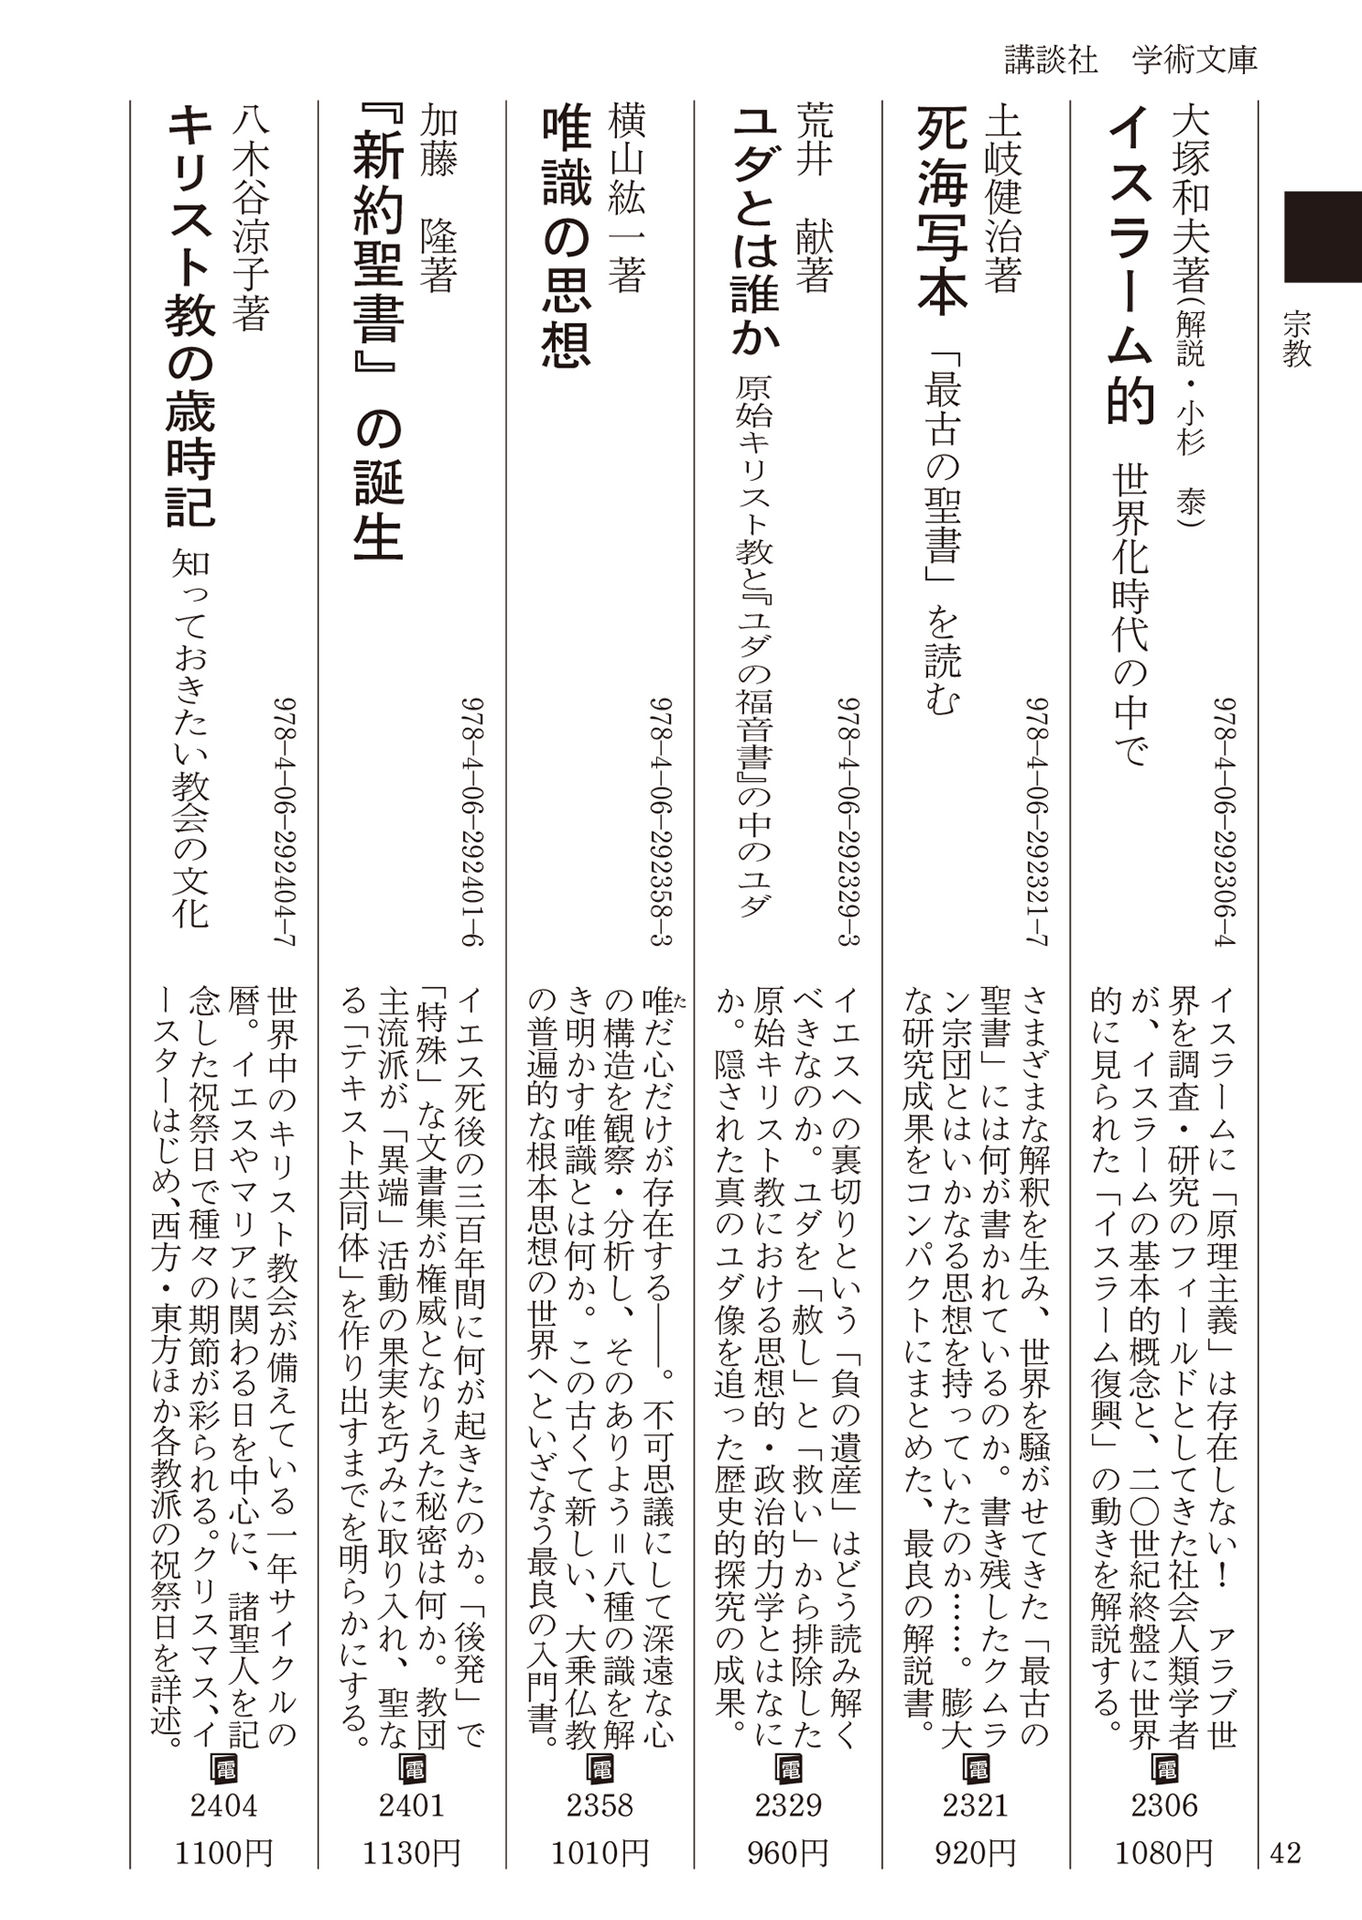 講談社　学術文庫
宗教
大塚和夫著(解説・小杉　泰)
イスラーム的　世界化時代の中で
978-4-06-292306-4
イスラームに「原理主義」は存在しない！　アラブ世
界を調査・研究のフィールドとしてきた社会人類学者
が、イスラームの基本的概念と、二〇世紀終盤に世界
的に見られた「イスラーム復興」の動きを解説する。
電
2306
1080円
土岐健治著
死海写本　「最古の聖書」を読む
978-4-06-292321-7
さまざまな解釈を生み、世界を騒がせてきた「最古の
聖書」には何が書かれているのか。書き残したクムラ
ン宗団とはいかなる思想を持っていたのか……。膨大
な研究成果をコンパクトにまとめた、最良の解説書。
電
2321
920円
荒井　献著
ユダとは誰か　原始キリスト教と『ユダの福音書』の中のユダ
978-4-06-292329-3
イエスへの裏切りという「負の遺産」はどう読み解く
べきなのか。ユダを「赦し」と「救い」から排除した
原始キリスト教における思想的・政治的力学とはなに
か。隠された真のユダ像を追った歴史的探究の成果。
電
2329
960円
横山紘一著
唯識の思想
978-4-06-292358-3
唯だ心だけが存在する――。不可思議にして深遠な心
た
の構造を観察・分析し、そのありよう＝八種の識を解
き明かす唯識とは何か。この古くて新しい、大乗仏教
の普遍的な根本思想の世界へといざなう最良の入門書。
電
2358
1010円
加藤　隆著
『新約聖書』の誕生
978-4-06-292401-6
イエス死後の三百年間に何が起きたのか。「後発」で
「特殊」な文書集が権威となりえた秘密は何か。教団
主流派が「異端」活動の果実を巧みに取り入れ、聖な
る「テキスト共同体」を作り出すまでを明らかにする。
電
2401
1130円
八木谷涼子著
キリスト教の歳時記　知っておきたい教会の文化
978-4-06-292404-7
世界中のキリスト教会が備えている一年サイクルの
暦。イエスやマリアに関わる日を中心に、諸聖人を記
念した祝祭日で種々の期節が彩られる。クリスマス、イ
ースターはじめ、西方・東方ほか各教派の祝祭日を詳述。
電
2404
1100円
42